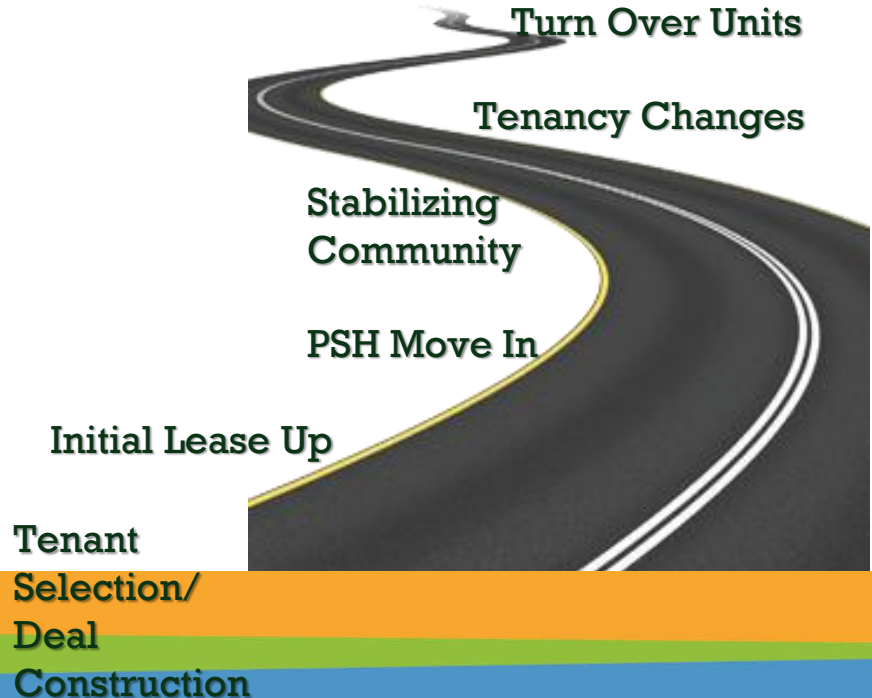 Turn Over Units
Tenancy Changes
Stabilizing
Community
PSH Move In
Initial Lease Up
Tenant
Selection/
Deal
Construction